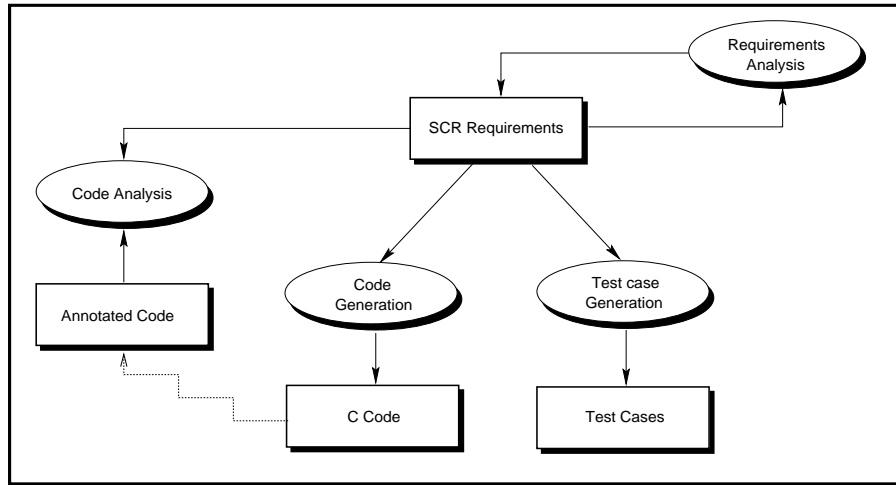 Requirements
Analysis
SCR Requirements
Code Analysis
Code
Generation
Test case
Generation
Annotated Code
C Code
Test Cases